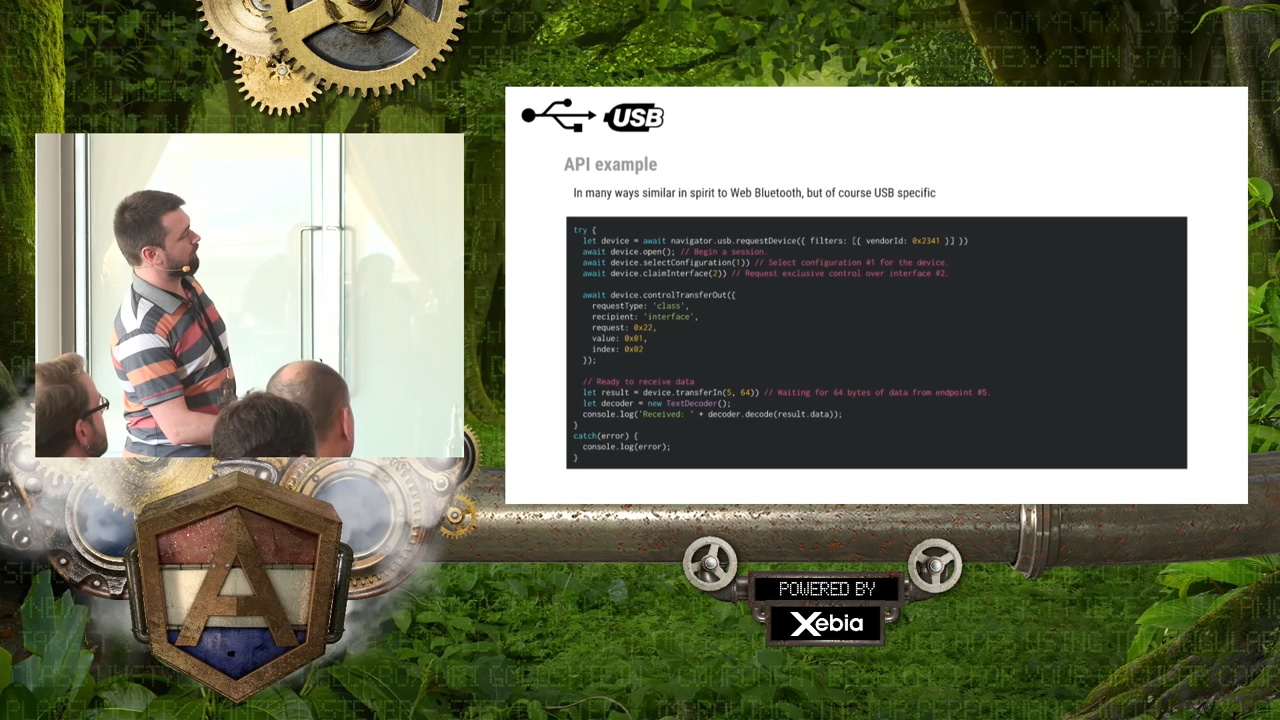 USB
API example
In many ways similar in spirit to Web Bluetooth, but of course USB specific
try {
let device = await navigator.usb.requestDevice({ filters: [{ vendorId: 0x2341 }] })
await device.open(); // Begin a session.
await device.selectConfiguration(1)) // Select configuration #1 for the device.
await device.claimInterface(2)) // Request exclusive control over interface #2.
await device.controlTransferOut({
requestType: 'class',
recipient: 'interface',
request: 0x22,
value: 0x01,
index: 0x02
});
// Ready to receive data
let result = device.transferIn(5, 64)) // Waiting for 64 bytes of data from endpoint #5.
let decoder = new TextDecoder();
console.log('Received: ' + decoder.decode(result.data));
}
catch(error) {
console.log(error);
}
A
POWERED BY
Xebia